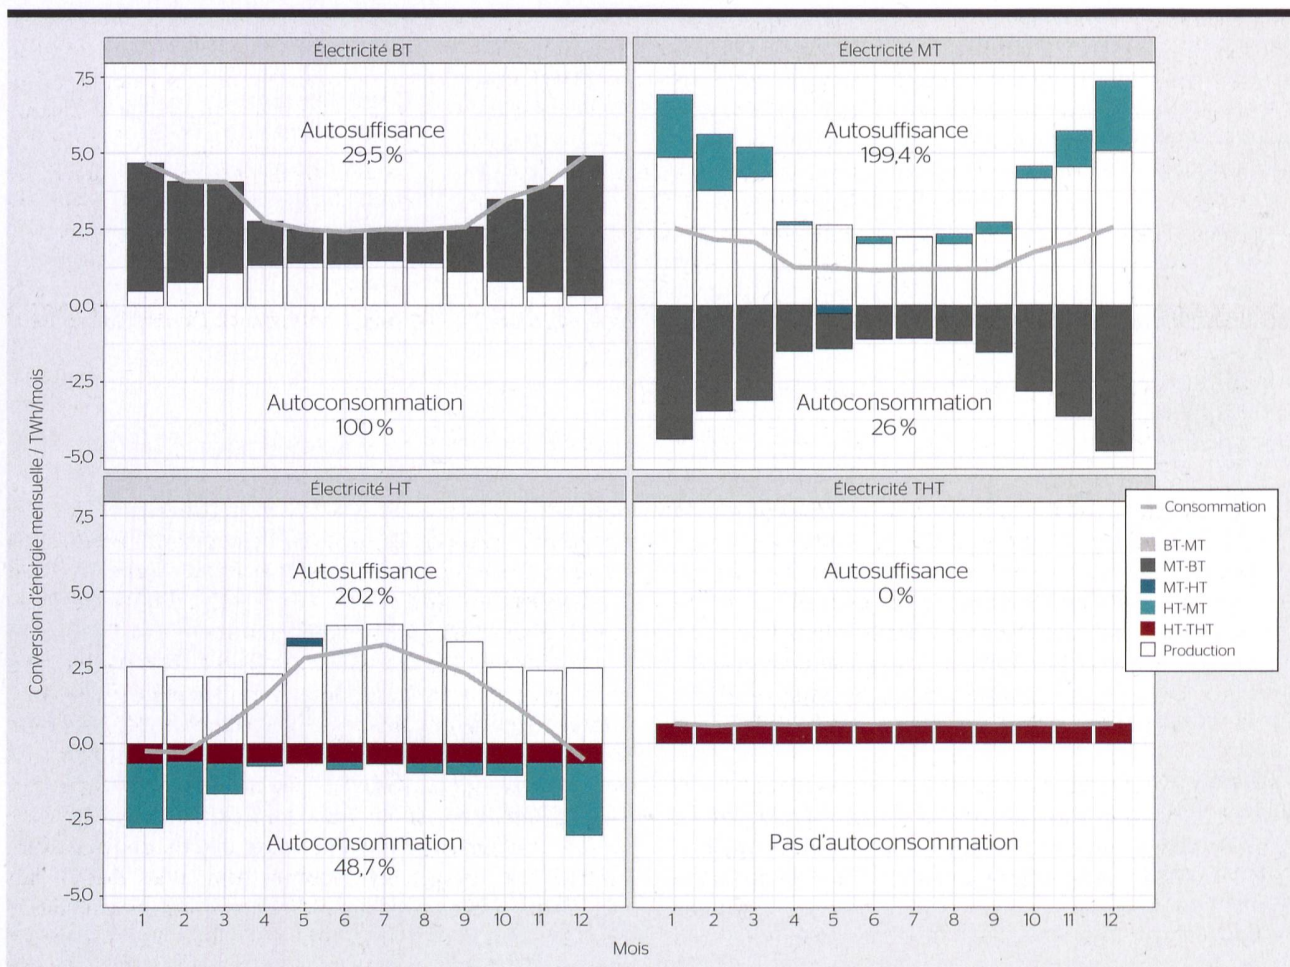 Électricité BT
Électricité MT
7,5
5,0
2,5
0,0
-2,5
-5,0
Autosuffisance
29,5 %
Autoconsommation
100 %
Autosuffisance
199,4 %
Autoconsommation
26 %
Conversion d'énergie mensuelle / TWh/mois
Électricité HT
Électricité THT
7,5
5,0
2,5
0,0
-2,5
-5,0
Autosuffisance
202 %
Autoconsommation
48,7 %
Autosuffisance
0 %
Pas d'autoconsommation
Consommation
BT-MT
MT-BT
MT-HT
HT-MT
HT-THT
Production
1 2 3 4 5 6 7 8 9 10 11 12
1 2 3 4 5 6 7 8 9 10 11 12
Mois